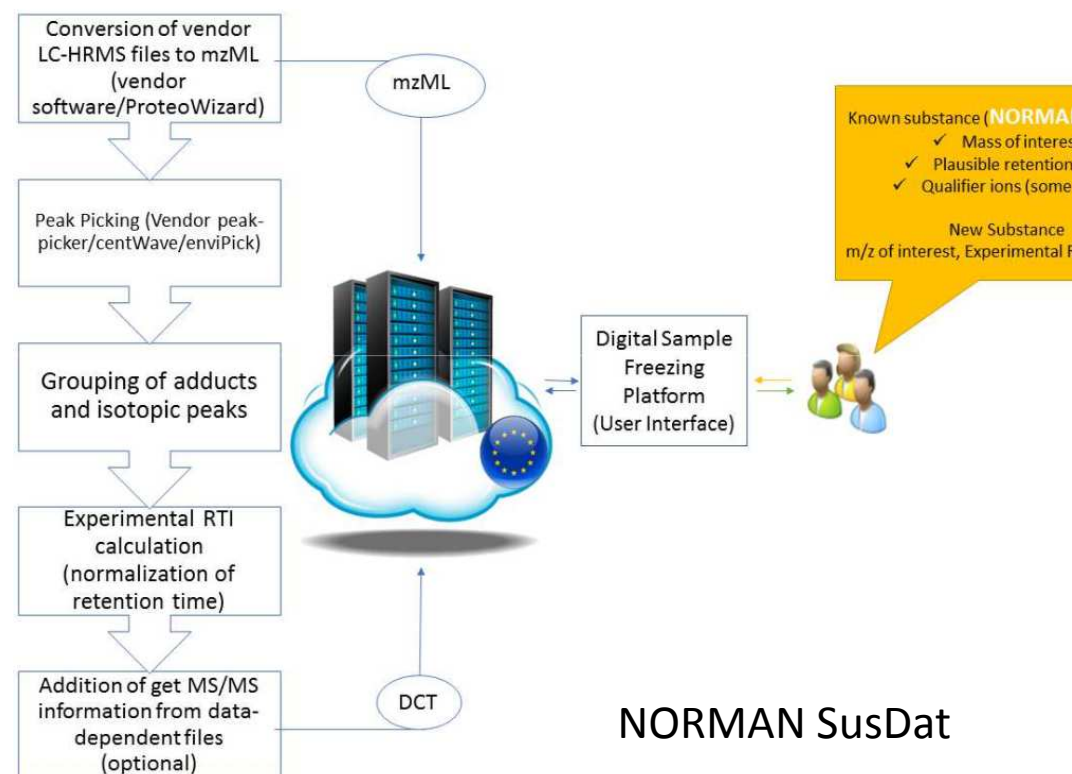 Conversion of vendor
LC-HRMS files to mzML
(vendor
software/ProteoWizard)
mzML
Peak Picking (Vendor peak-
picker/centWave/enviPick)
Grouping of adducts
and isotopic peaks
Experimental RTI
calculation
(normalization of
retention time)
Addition of get MS/MS
information from data-
dependent files
(optional)
DCT
Digital Sample
Freezing
Platform
(User Interface)
Known substance (NORMA
✓ Mass of interes
✓ Plausible retention
✓ Qualifier ions (some
New Substance
m/z of interest, Experimental
NORMAN SusDat